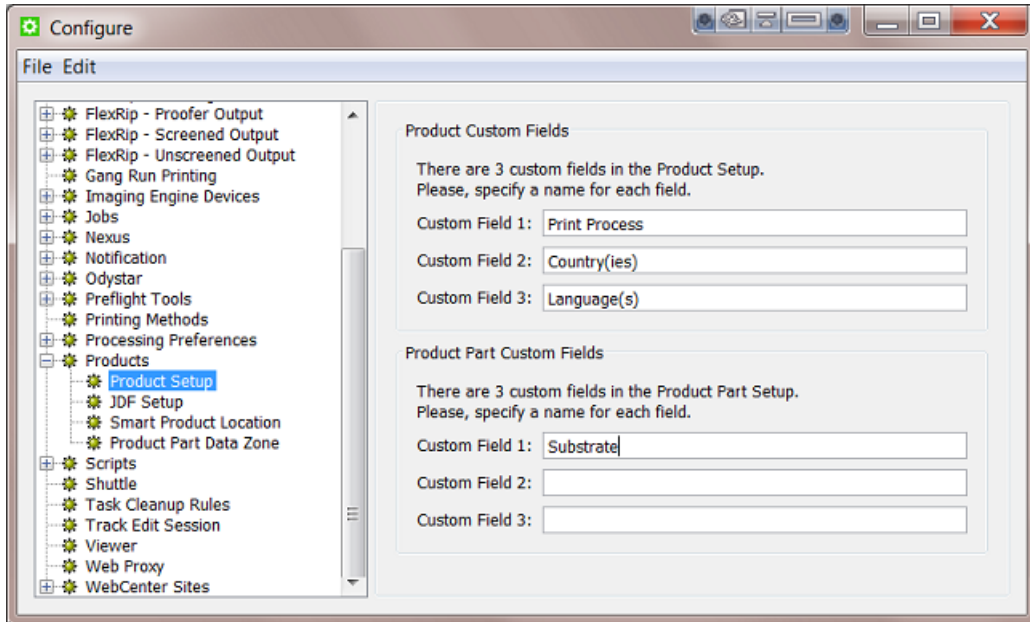 Configure
File Edit
FlexRip - Proofer Output
FlexRip - Screened Output
FlexRip - Unscreened Output
Gang Run Printing
Imaging Engine Devices
Jobs
Nexus
Notification
Odystar
Preflight Tools
Printing Methods
Processing Preferences
Products
Product Setup
JDF Setup
Smart Product Location
Product Part Data Zone
Scripts
Shuttle
Task Cleanup Rules
Track Edit Session
Viewer
Web Proxy
WebCenter Sites
Product Custom Fields
There are 3 custom fields in the Product Setup.
Please, specify a name for each field.
Custom Field 1: Print Process
Custom Field 2: Country(ies)
Custom Field 3: Language(s)
Product Part Custom Fields
There are 3 custom fields in the Product Part Setup.
Please, specify a name for each field.
Custom Field 1: Substrate
Custom Field 2:
Custom Field 3: